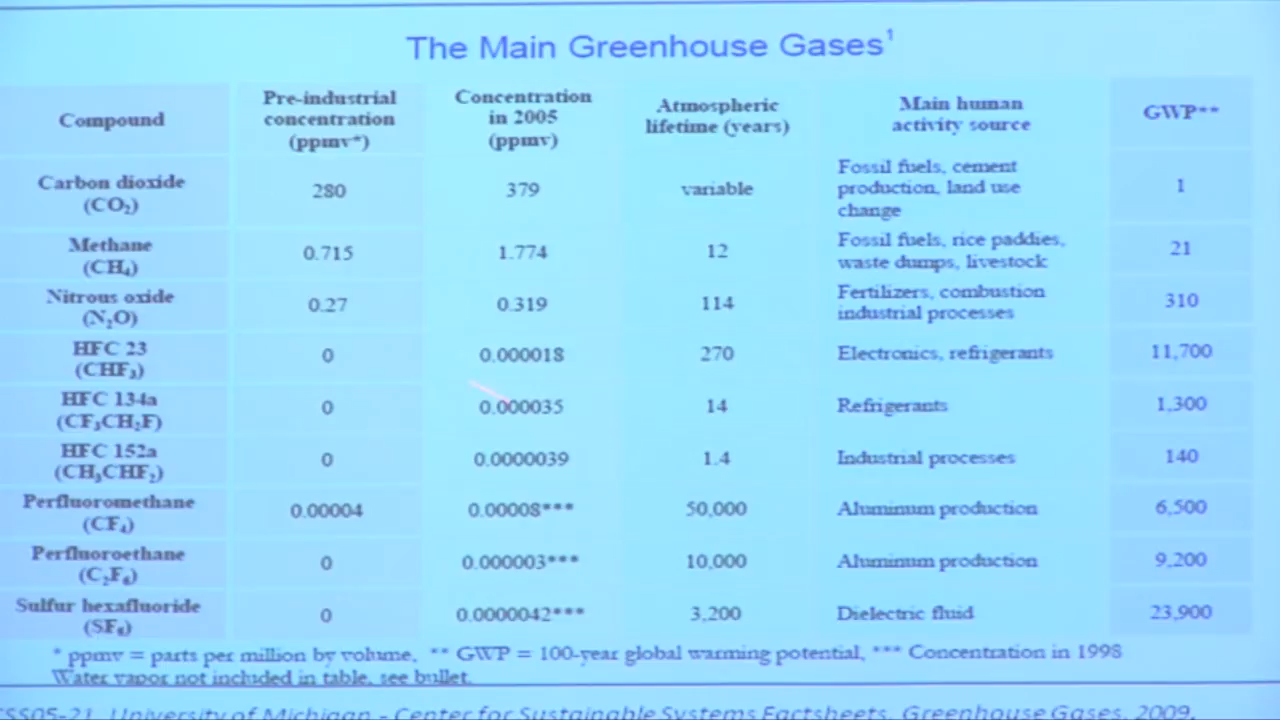 The Main Greenhouse Gases¹
Compound
Pre-industrial
concentration
(ppmv*)
Concentration
in 2005
(ppmv)
Atmospheric
lifetime (years)
Main human
activity source
GWP**
Carbon dioxide
(CO₂)
280
379
variable
Fossil fuels, cement
production, land use
change
1
Methane
(CH₄)
0.715
1.774
12
Fossil fuels, rice paddies,
waste dumps, livestock
21
Nitrous oxide
(N₂O)
0.27
0.319
114
Fertilizers, combustion
industrial processes
310
HFC 23
(CHF₃)
0
0.000018
270
Electronics, refrigerants
11,700
HFC 134a
(CF₃CH₂F)
0
0.000035
14
Refrigerants
1,300
HFC 152a
(CH₃CHF₂)
0
0.0000039
1.4
Industrial processes
140
Perfluoromethane
(CF₄)
0.00004
0.00008***
50,000
Aluminum production
6,500
Perfluoroethane
(C₂F₆)
0
0.000003***
10,000
Aluminum production
9,200
Sulfur hexafluoride
(SF₆)
0
0.0000042***
3,200
Dielectric fluid
23,900
* ppmv = parts per million by volume, ** GWP = 100-year global warming potential, *** Concentration in 1998
Water vapor not included in table, see bullet.
CSS05-21. University of Michigan - Center for Sustainable Systems Factsheets. Greenhouse Gases. 2009.